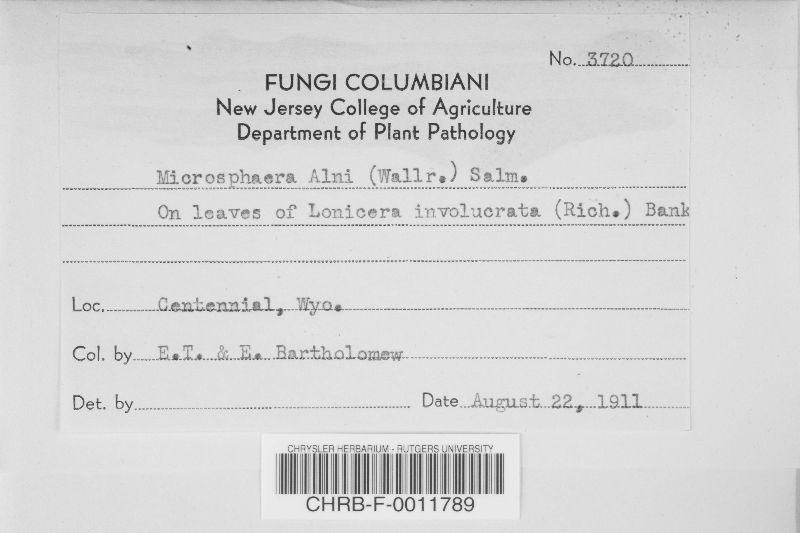 No. 3720
FUNGI COLUMBIANI
New Jersey College of Agriculture
Department of Plant Pathology
Microsphaera Alni (Wallr.) Salm.
On leaves of Lonicera involucrata (Rich.) Bank
Loc. Centennial, Wyo.
Col. by E.T. & E. Bartholomew
Det. by
Date August 22, 1911
CHRYSLER HERBARIUM - RUTGERS UNIVERSITY
CHRB-F-0011789